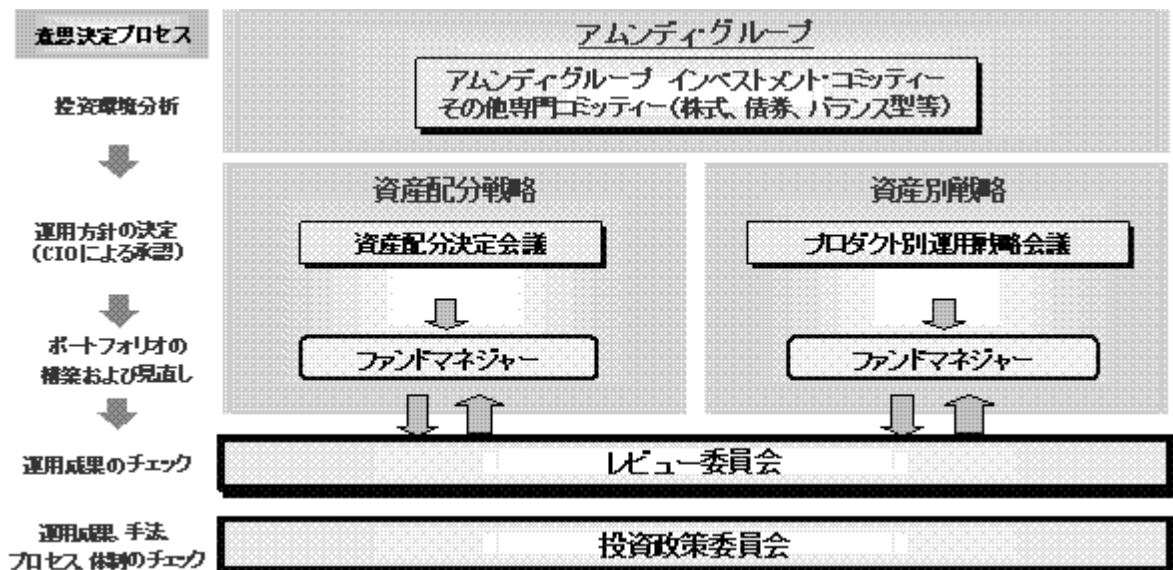 意思決定プロセス
アムンディ・グループ
アムンディ・グループ インベストメント・コミッティー
その他専門コミッティー(株式、債券、バランス型等)
投資環境分析
資産配分戦略
資産別戦略
運用方針の決定
(CIOによる承認)
資産配分決定会議
プロダクト別運用戦略会議
ポートフォリオの
構築および見直し
ファンドマネジャー
ファンドマネジャー
運用成果のチェック
レビュー委員会
運用成果、手法、
プロセス、体制のチェック
投資政策委員会